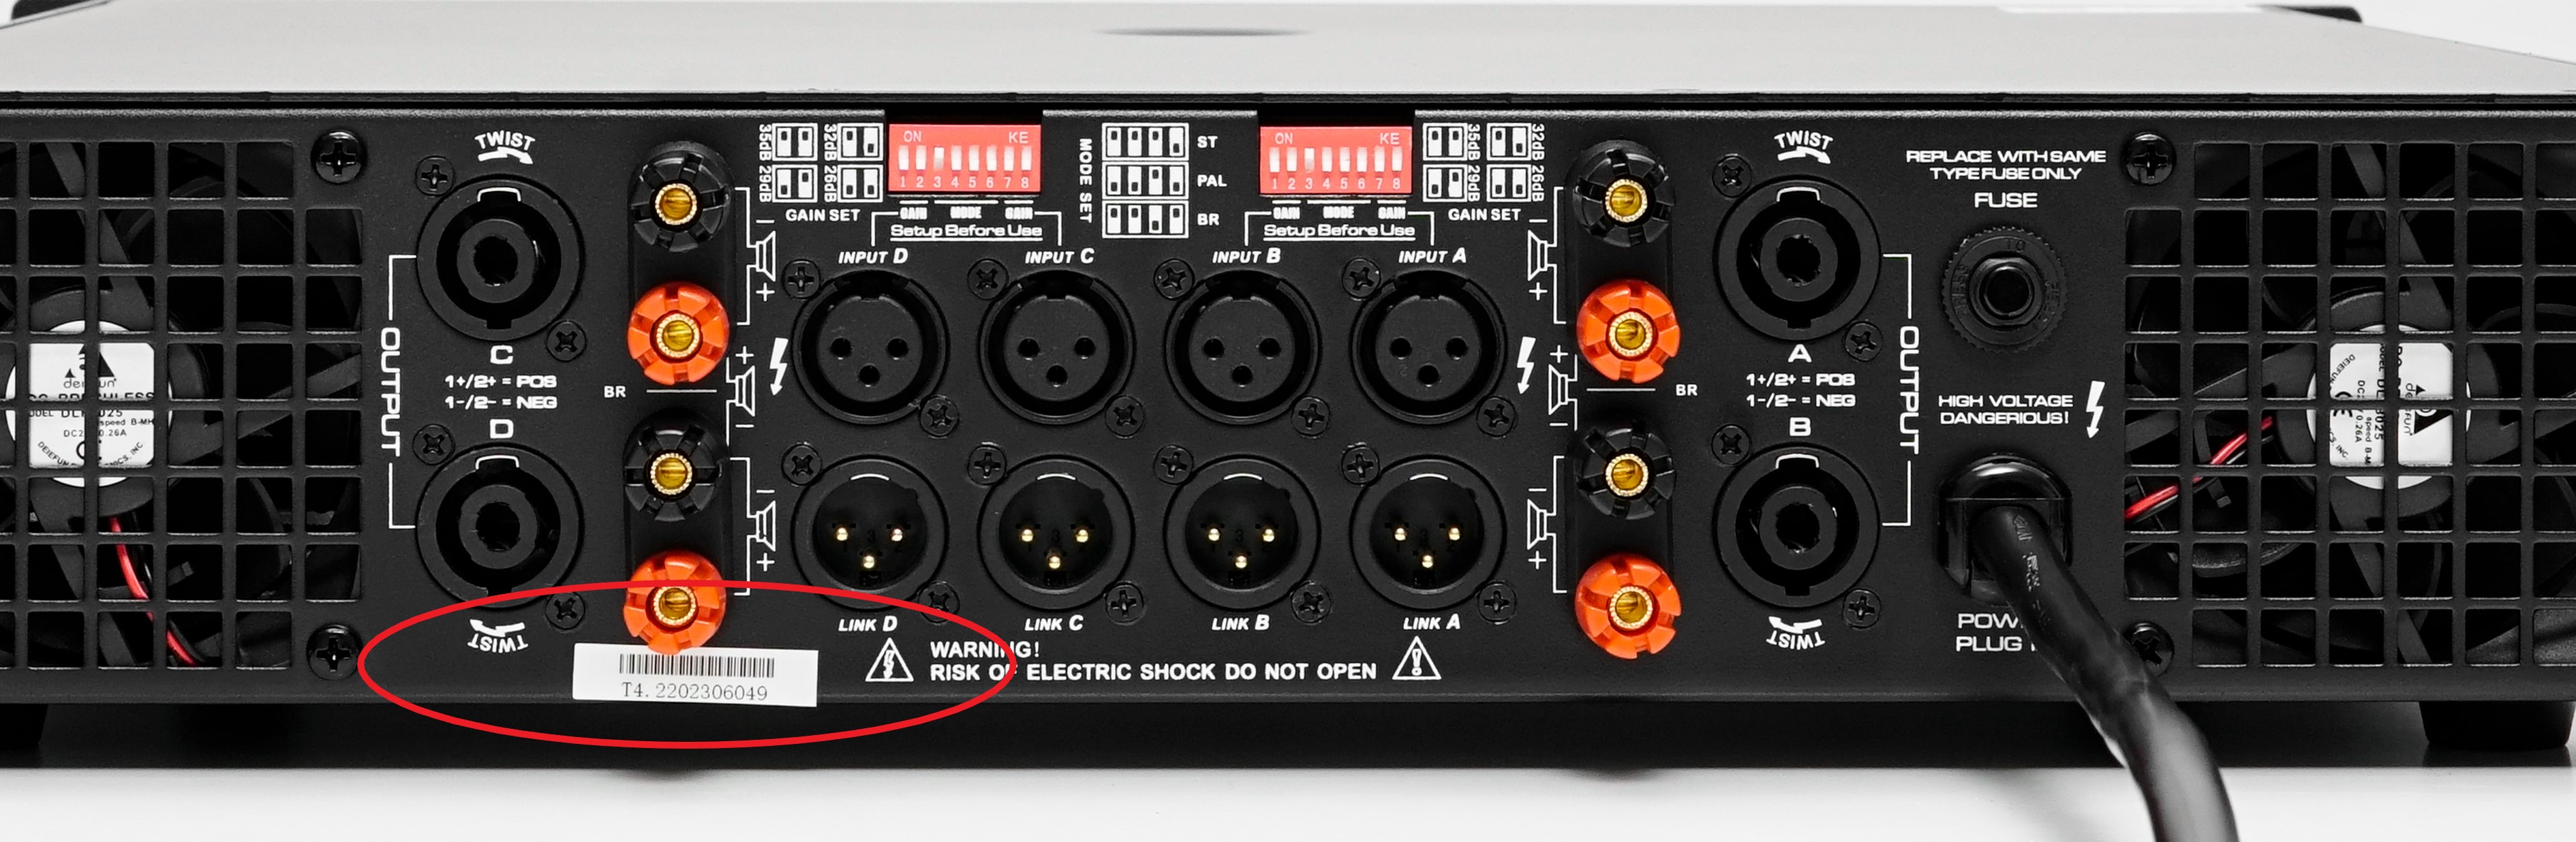 TWIST
C
1+/2+ = POS
1-/2- = NEG
D
OUTPUT
TWIST
BR
35dB
32dB
29dB
26dB
GAIN SET
ON KE
1 2 3 4 5 6 7 8
GAIN MODE GAIN
Setup Before Use
MODE SET
ST
PAL
BR
ON KE
1 2 3 4 5 6 7 8
GAIN MODE GAIN
Setup Before Use
35dB
32dB
29dB
26dB
GAIN SET
INPUT D
INPUT C
INPUT B
INPUT A
- +
+ -
- +
- +
+ -
- +
LINK D
LINK C
LINK B
LINK A
WARNING!
RISK OF ELECTRIC SHOCK DO NOT OPEN
T4.2202306049
BR
TWIST
A
1+/2+ = POS
1-/2- = NEG
B
OUTPUT
TWIST
REPLACE WITH SAME
TYPE FUSE ONLY
FUSE
HIGH VOLTAGE
DANGERIOUS!
POW
PLUG
deiefun